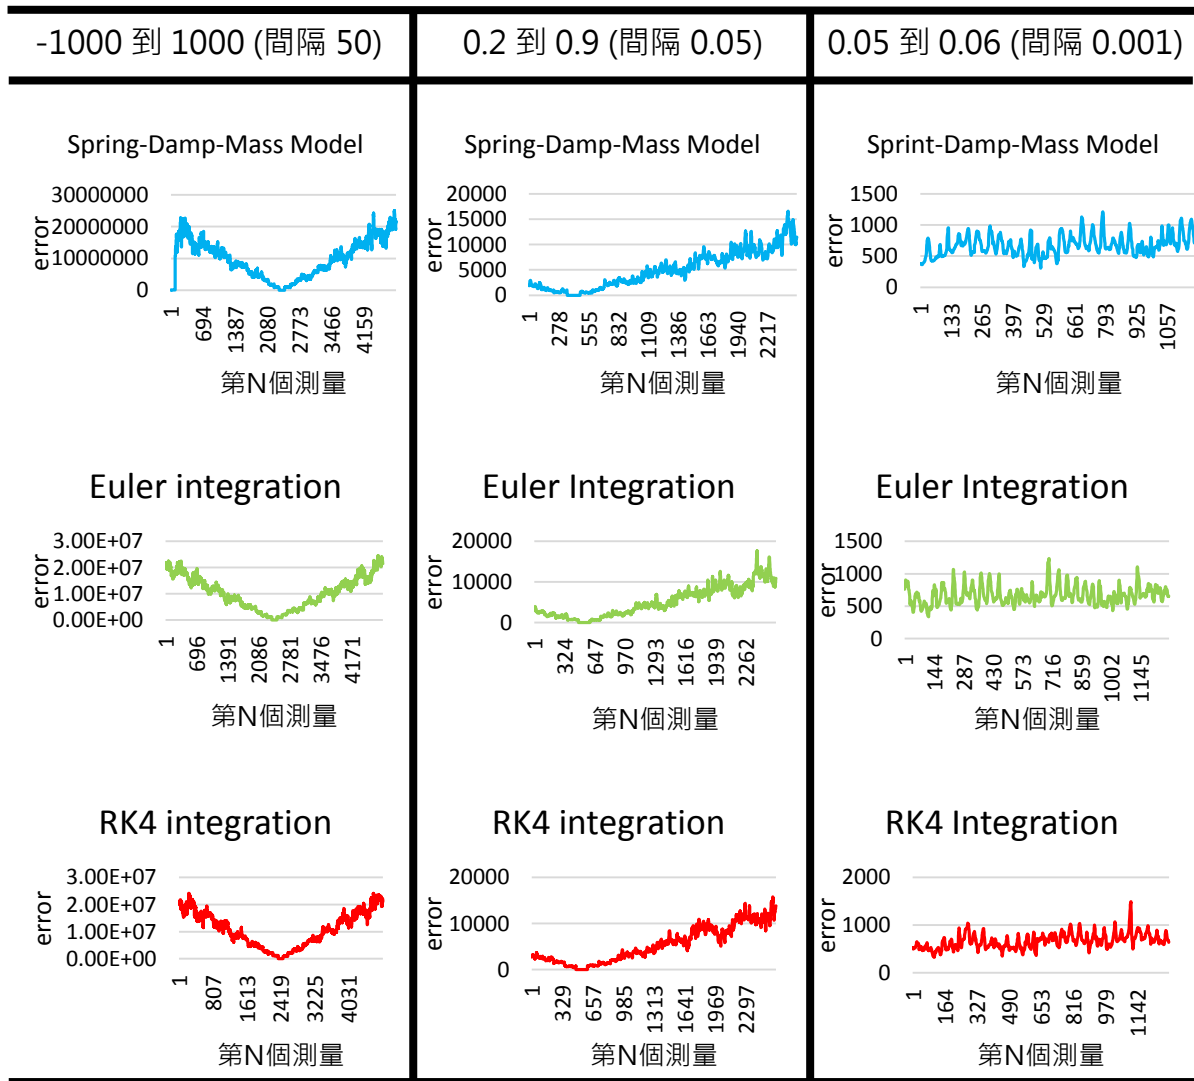 -1000 到 1000 (間隔 50)
0.2 到 0.9 (間隔 0.05)
0.05 到 0.06 (間隔 0.001)
Spring-Damp-Mass Model
30000000
20000000
10000000
0
error
1
694
1387
2080
2773
3466
4159
第N個測量
Spring-Damp-Mass Model
20000
15000
10000
5000
0
error
1
278
555
832
1109
1386
1663
1940
2217
第N個測量
Sprint-Damp-Mass Model
1500
1000
500
0
error
1
133
265
397
529
661
793
925
1057
第N個測量
Euler integration
3.00E+07
2.00E+07
1.00E+07
0.00E+00
error
1
696
1391
2086
2781
3476
4171
第N個測量
Euler Integration
20000
10000
0
error
1
324
647
970
1293
1616
1939
2262
第N個測量
Euler Integration
1500
1000
500
0
error
1
144
287
430
573
716
859
1002
1145
第N個測量
RK4 integration
3.00E+07
2.00E+07
1.00E+07
0.00E+00
error
1
807
1613
2419
3225
4031
第N個測量
RK4 integration
20000
10000
0
error
1
329
657
985
1313
1641
1969
2297
第N個測量
RK4 Integration
2000
1000
0
error
1
164
327
490
653
816
979
1142
第N個測量